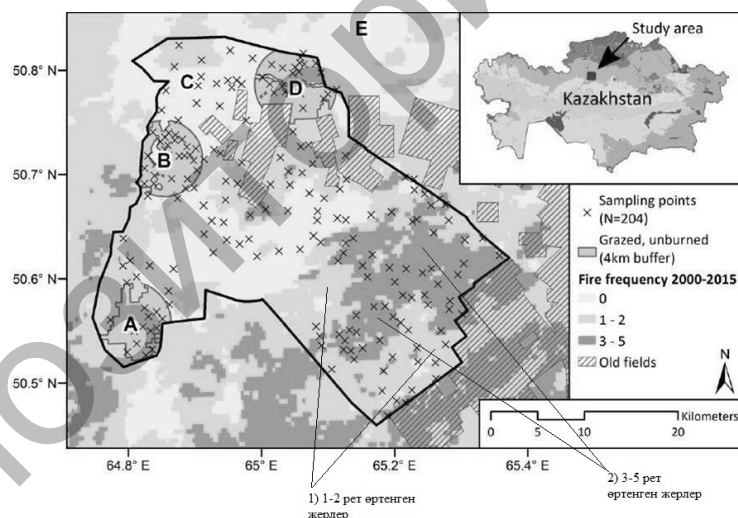 E
Study area
Kazakhstan
50.8° N
C
D
B
50.7° N
× Sampling points
(N=204)
Grazed, unburned
(4km buffer)
Fire frequency 2000-2015
0
1 - 2
3 - 5
Old fields
50.6° N
A
N
50.5° N
Kilometers
0 5 10 20
64.8° E 65° E 65.2° E 65.4° E
1) 1-2 рет өртенген
жерлер
2) 3-5 рет
өртенген жерлер